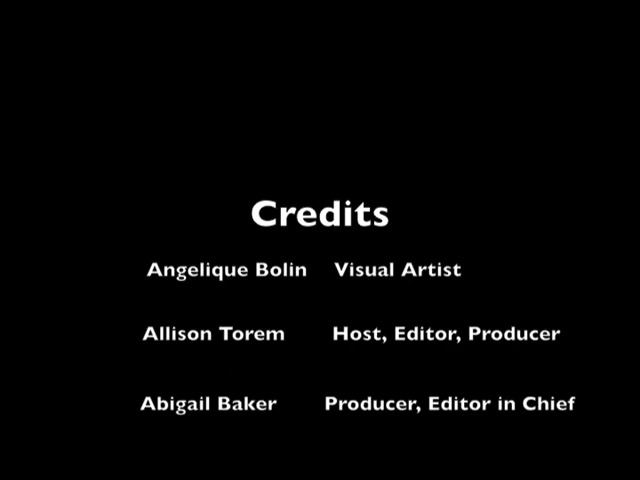 Credits
Angelique Bolin Visual Artist
Allison Torem Host, Editor, Producer
Abigail Baker Producer, Editor in Chief